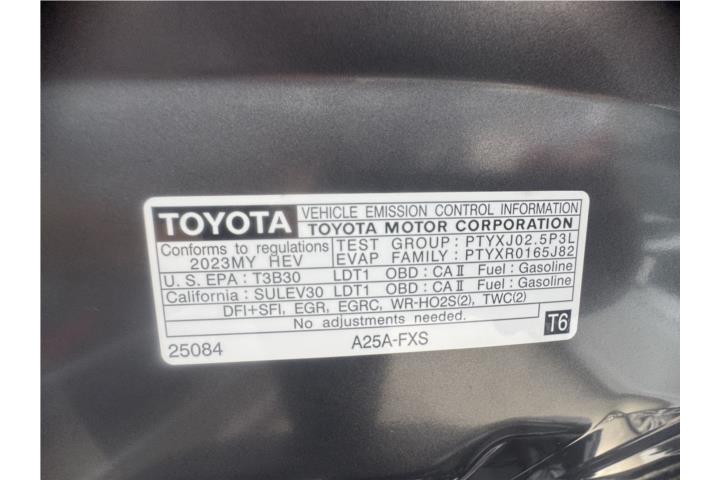 TOYOTA
VEHICLE EMISSION CONTROL INFORMATION
TOYOTA MOTOR CORPORATION
Conforms to regulations
2023MY HEV
TEST GROUP : PTYXJ02.5P3L
EVAP FAMILY : PTYXR0165J82
U. S. EPA : T3B30 LDT1 OBD : CA II Fuel : Gasoline
California : SULEV30 LDT1 OBD : CA II Fuel : Gasoline
DFI+SFI, EGR, EGRC, WR-HO2S(2), TWC(2)
No adjustments needed.
25084 A25A-FXS T6